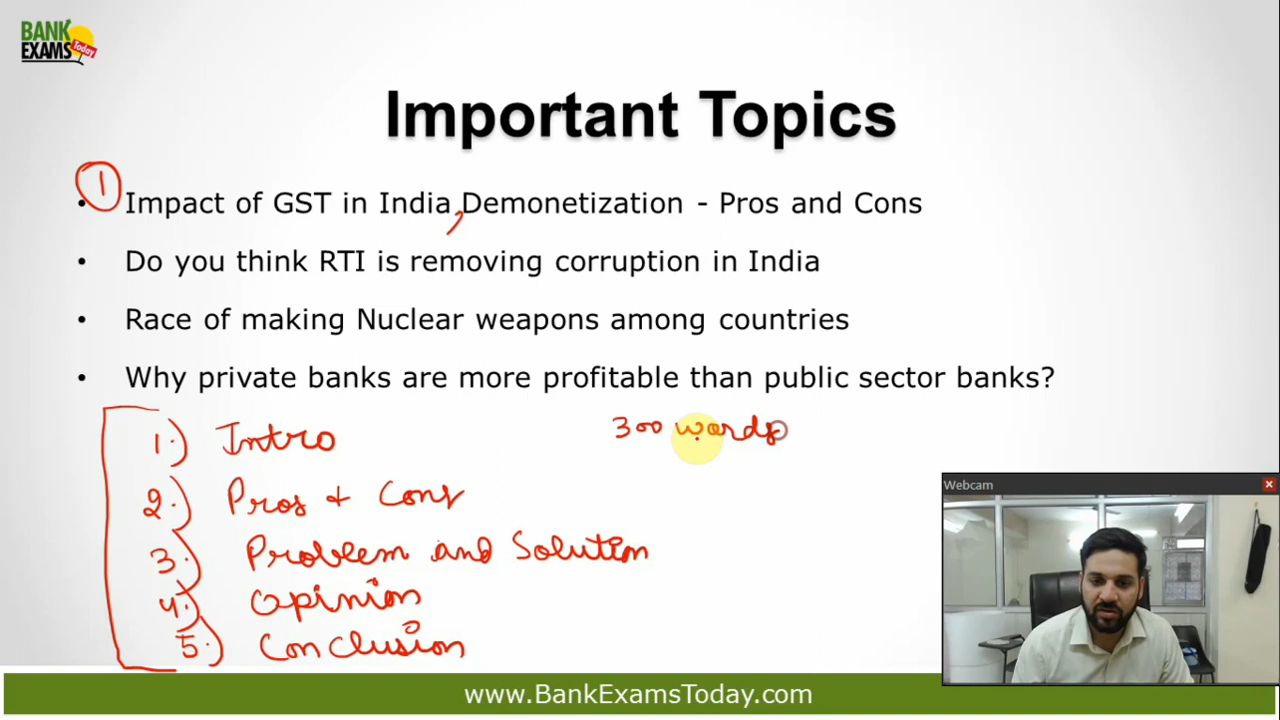 BANK
EXAMS Today
Important Topics
1
• Impact of GST in India, Demonetization - Pros and Cons
• Do you think RTI is removing corruption in India
• Race of making Nuclear weapons among countries
• Why private banks are more profitable than public sector banks?
1.) Intro
300 words
2.) Pros + Cons
3.) Problem and Solution
4.) Opinion
5.) Conclusion
Webcam
www.BankExamsToday.com